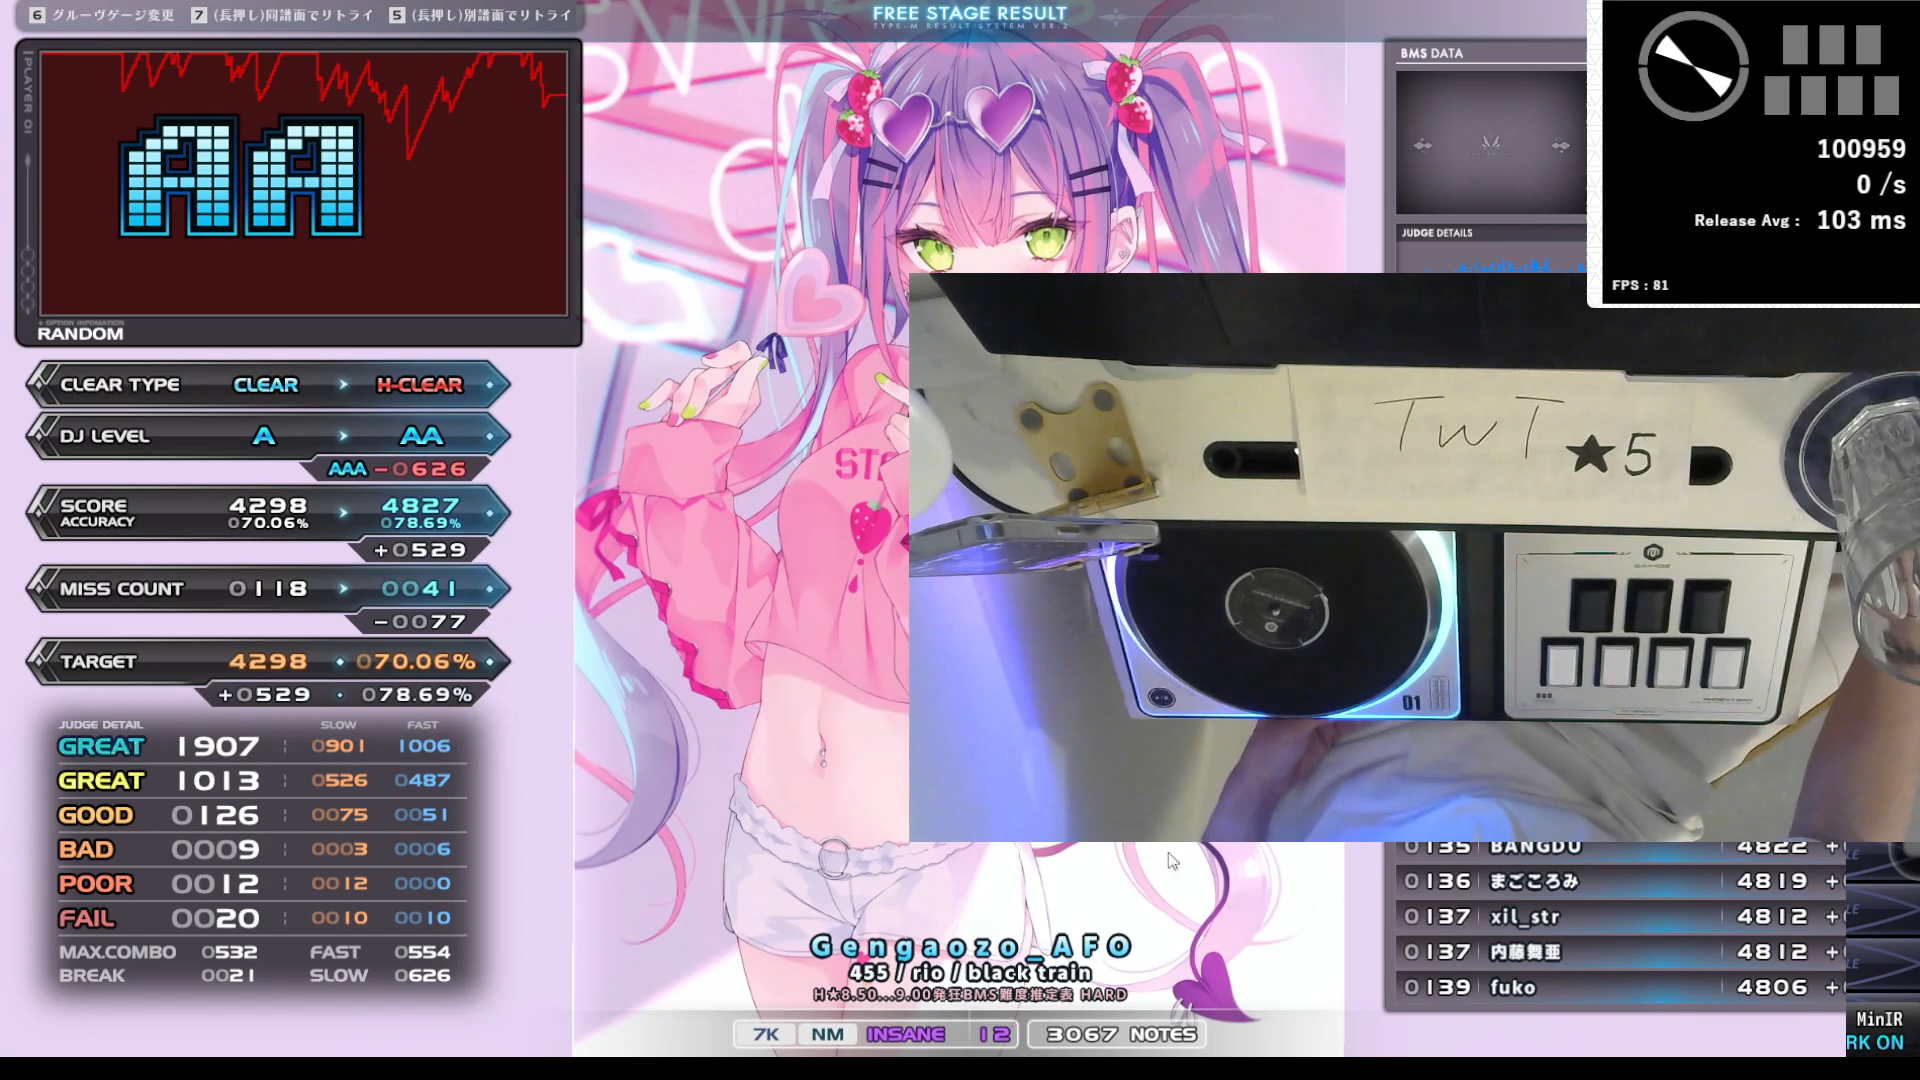 6 グルーヴゲージ変更 7 (長押し)同譜面でリトライ 5 (長押し)別譜面でリトライ
FREE STAGE RESULT
TYPE-M RESULT SYSTEM VER.2
PLAYER 01
AA
+ OPTION INFOMATION
RANDOM
CLEAR TYPE CLEAR H-CLEAR
DJ LEVEL A AA
AAA -0626
SCORE 4298 4827
ACCURACY 070.06% 078.69%
+0529
MISS COUNT 0118 0041
-0077
TARGET 4298 070.06%
+0529 078.69%
JUDGE DETAIL SLOW FAST
GREAT 1907 0901 1006
GREAT 1013 0526 0487
GOOD 0126 0075 0051
BAD 0009 0003 0006
POOR 0012 0012 0000
FAIL 0020 0010 0010
MAX.COMBO 0532 FAST 0554
BREAK 0021 SLOW 0626
Gengaozo_AFO
455 / rio / black train
H★8.50...9.00発狂BMS難度推定表 HARD
7K NM INSANE 12 3067 NOTES
BMS DATA
JUDGE DETAILS
100959
0 /s
Release Avg : 103 ms
FPS : 81
TwT ★5
01
0135 BANGDU 4822 +
0136 まごころみ 4819 +
0137 xil_str 4812 +
0137 内藤舞亜 4812 +
0139 fuko 4806 +
MinIR
RK ON